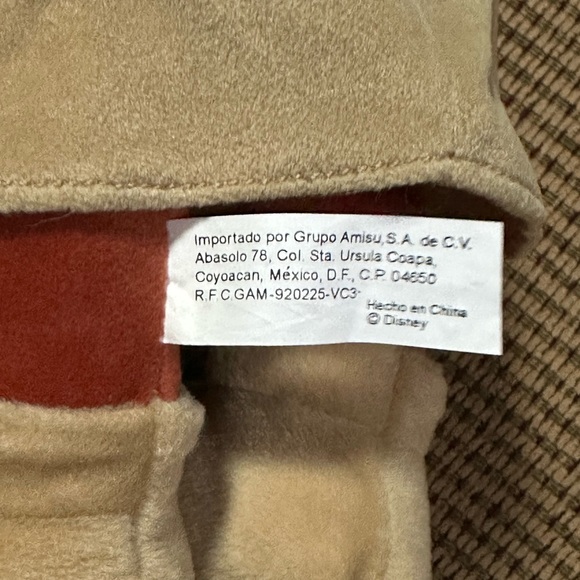 Importado por Grupo Amisu, S.A. de C.V.
Abasolo 78, Col. Sta. Ursula Coapa,
Coyoacan, México, D.F., C.P. 04650
R.F.C.GAM-920225-VC3-
Hecho en China
© Disney